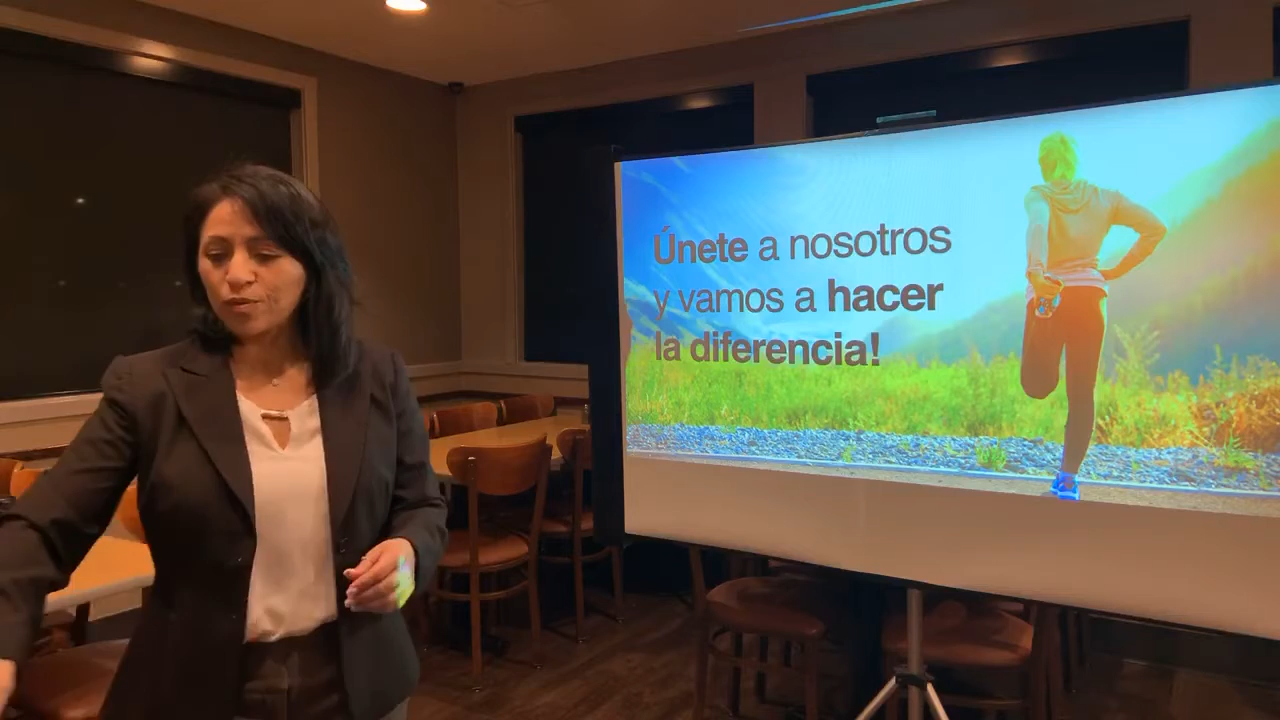 Únete a nosotros
y vamos a hacer
la diferencia!